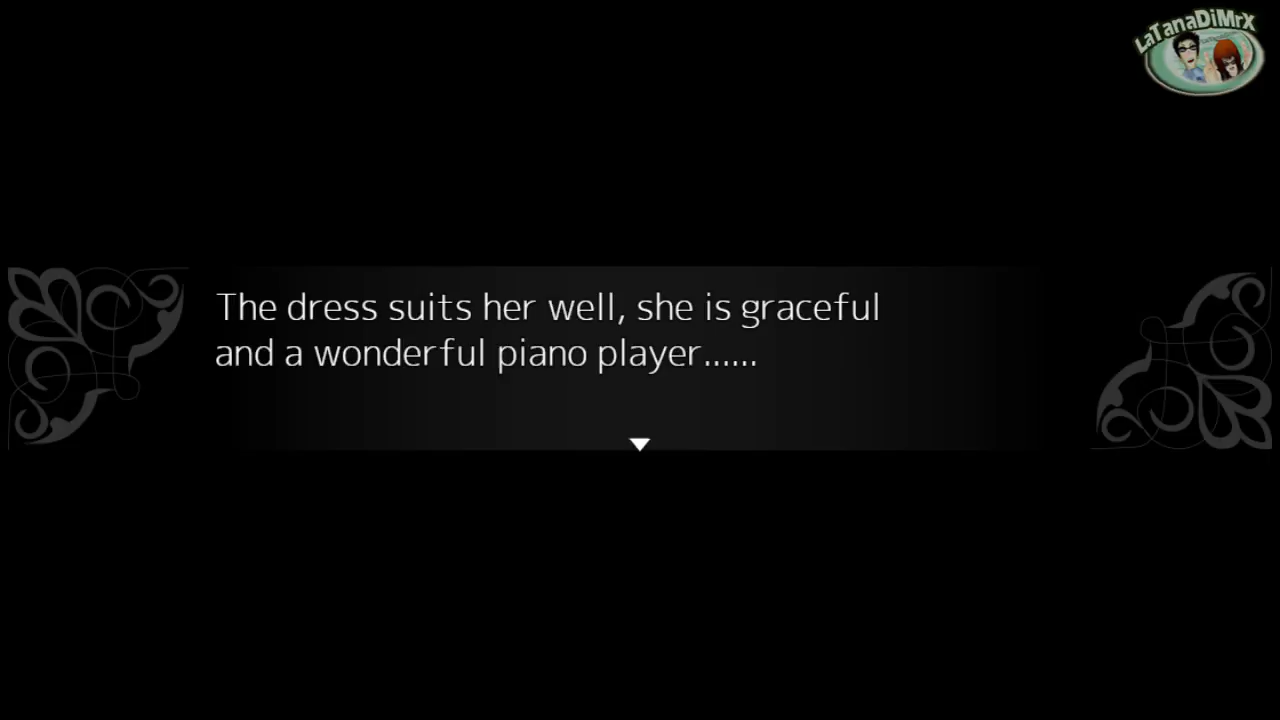 LaTanaDiMrX
The dress suits her well, she is graceful
and a wonderful piano player......